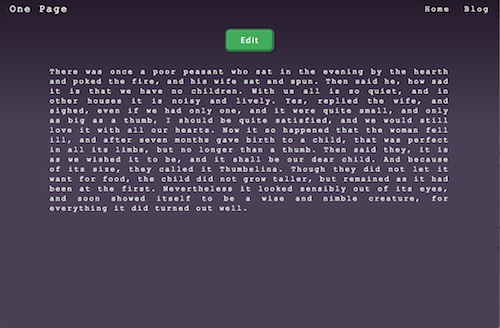 One Page
Home Blog
Edit
There was once a poor peasant who sat in the evening by the hearth
and poked the fire, and his wife sat and spun. Then said he, how sad
it is that we have no children. With us all is so quiet, and in
other houses it is noisy and lively. Yes, replied the wife, and
sighed, even if we had only one, and it were quite small, and only
as big as a thumb, I should be quite satisfied, and we would still
love it with all our hearts. Now it so happened that the woman fell
ill, and after seven months gave birth to a child, that was perfect
in all its limbs, but no longer than a thumb. Then said they, it is
as we wished it to be, and it shall be our dear child. And because
of its size, they called it Thumbelina. Though they did not let it
want for food, the child did not grow taller, but remained as it had
been at the first. Nevertheless it looked sensibly out of its eyes,
and soon showed itself to be a wise and nimble creature, for
everything it did turned out well.